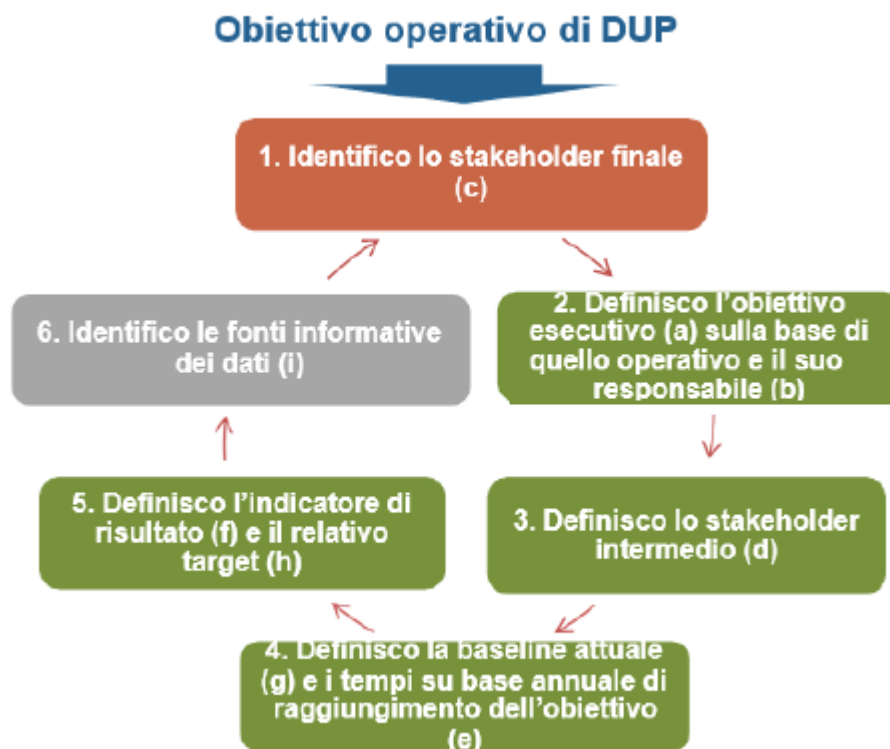 Obiettivo operativo di DUP
1. Identifico lo stakeholder finale
(c)
2. Definisco l'obiettivo
esecutivo (a) sulla base di
quello operativo e il suo
responsabile (b)
6. Identifico le fonti informative
dei dati (i)
5. Definisco l'indicatore di
risultato (f) e il relativo
target (h)
3. Definisco lo stakeholder
intermedio (d)
4. Definisco la baseline attuale
(g) e i tempi su base annuale di
raggiungimento dell'obiettivo
(e)